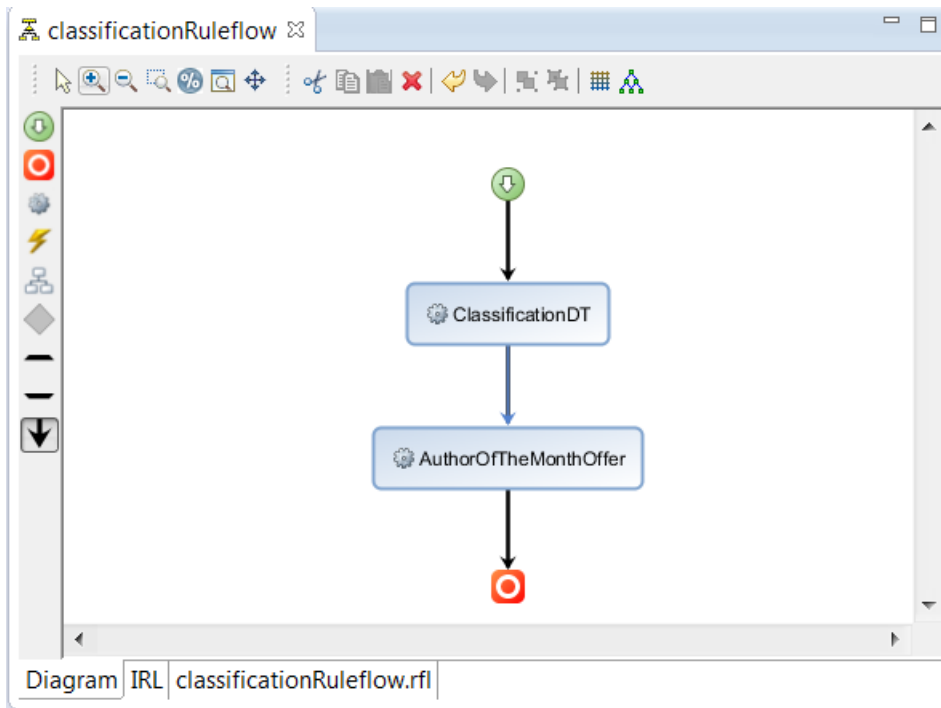 classificationRuleflow
ClassificationDT
AuthorOfTheMonthOffer
Diagram IRL classificationRuleflow.rfl